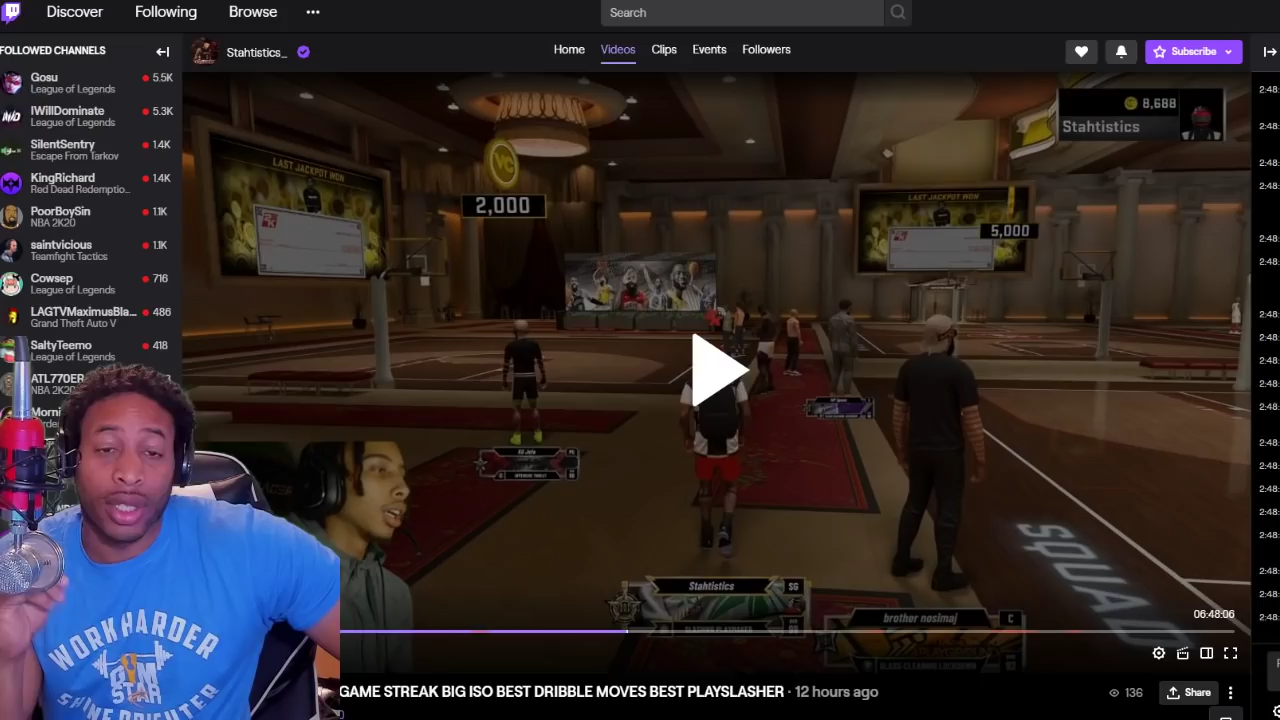 Discover
Following
Browse
Search
FOLLOWED CHANNELS
Stahtistics_
Home
Videos
Clips
Events
Followers
Subscribe
Gosu
5.5K
League of Legends
IWillDominate
5.3K
League of Legends
SilentSentry
1.4K
Escape From Tarkov
KingRichard
1.4K
Red Dead Redemptio...
PoorBoySin
1.1K
NBA 2K20
saintvicious
1.1K
Teamfight Tactics
Cowsep
716
League of Legends
LAGTVMaximusBla...
486
Grand Theft Auto V
SaltyTeemo
418
League of Legends
ATL770ER
NBA 2K20
8,688
Stahtistics
LAST JACKPOT WON
VC
2,000
LAST JACKPOT WON
5,000
SQUAD
Stahtistics SG
brother nosimaj C
06:48:06
WORK HARDER
STAR
SHINE BRIGHTER
GAME STREAK BIG ISO BEST DRIBBLE MOVES BEST PLAYSLASHER · 12 hours ago
136
Share